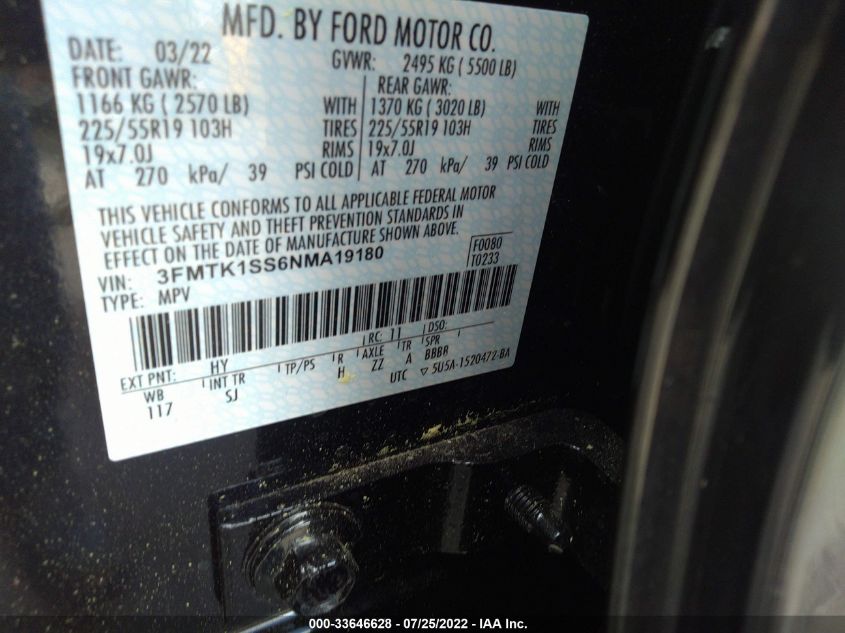 MFD. BY FORD MOTOR CO.
DATE: 03/22 GVWR: 2495 KG (5500 LB)
FRONT GAWR: REAR GAWR:
1166 KG (2570 LB) WITH 1370 KG (3020 LB) WITH
225/55R19 103H TIRES 225/55R19 103H TIRES
19x7.0J RIMS 19x7.0J RIMS
AT 270 kPa/ 39 PSI COLD AT 270 kPa/ 39 PSI COLD
THIS VEHICLE CONFORMS TO ALL APPLICABLE FEDERAL MOTOR
VEHICLE SAFETY AND THEFT PREVENTION STANDARDS IN
EFFECT ON THE DATE OF MANUFACTURE SHOWN ABOVE.
VIN: 3FMTK1SS6NMA19180 F0080
TYPE: MPV T0233
RC: 11 DSO:
EXT PNT: HY TP/PS R AXLE TR SPR
WB INT TR H ZZ A BBBR
117 SJ UTC ▽ 5U5A-1520472-BA
000-33646628 - 07/25/2022 - IAA Inc.